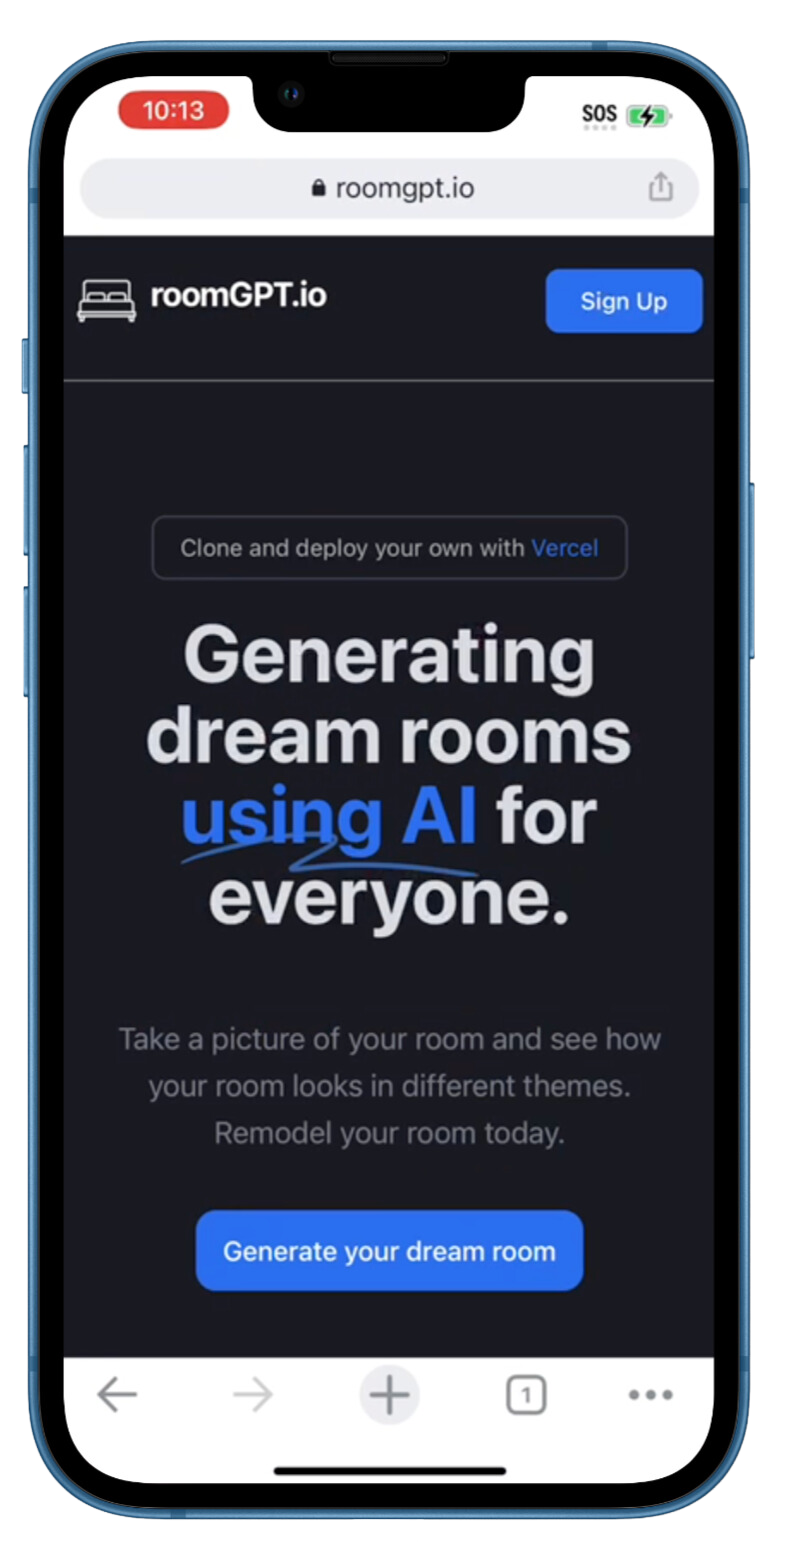 10:13
SOS
roomgpt.io
roomGPT.io
Sign Up
Clone and deploy your own with Vercel
Generating
dream rooms
using AI for
everyone.
Take a picture of your room and see how
your room looks in different themes.
Remodel your room today.
Generate your dream room
1